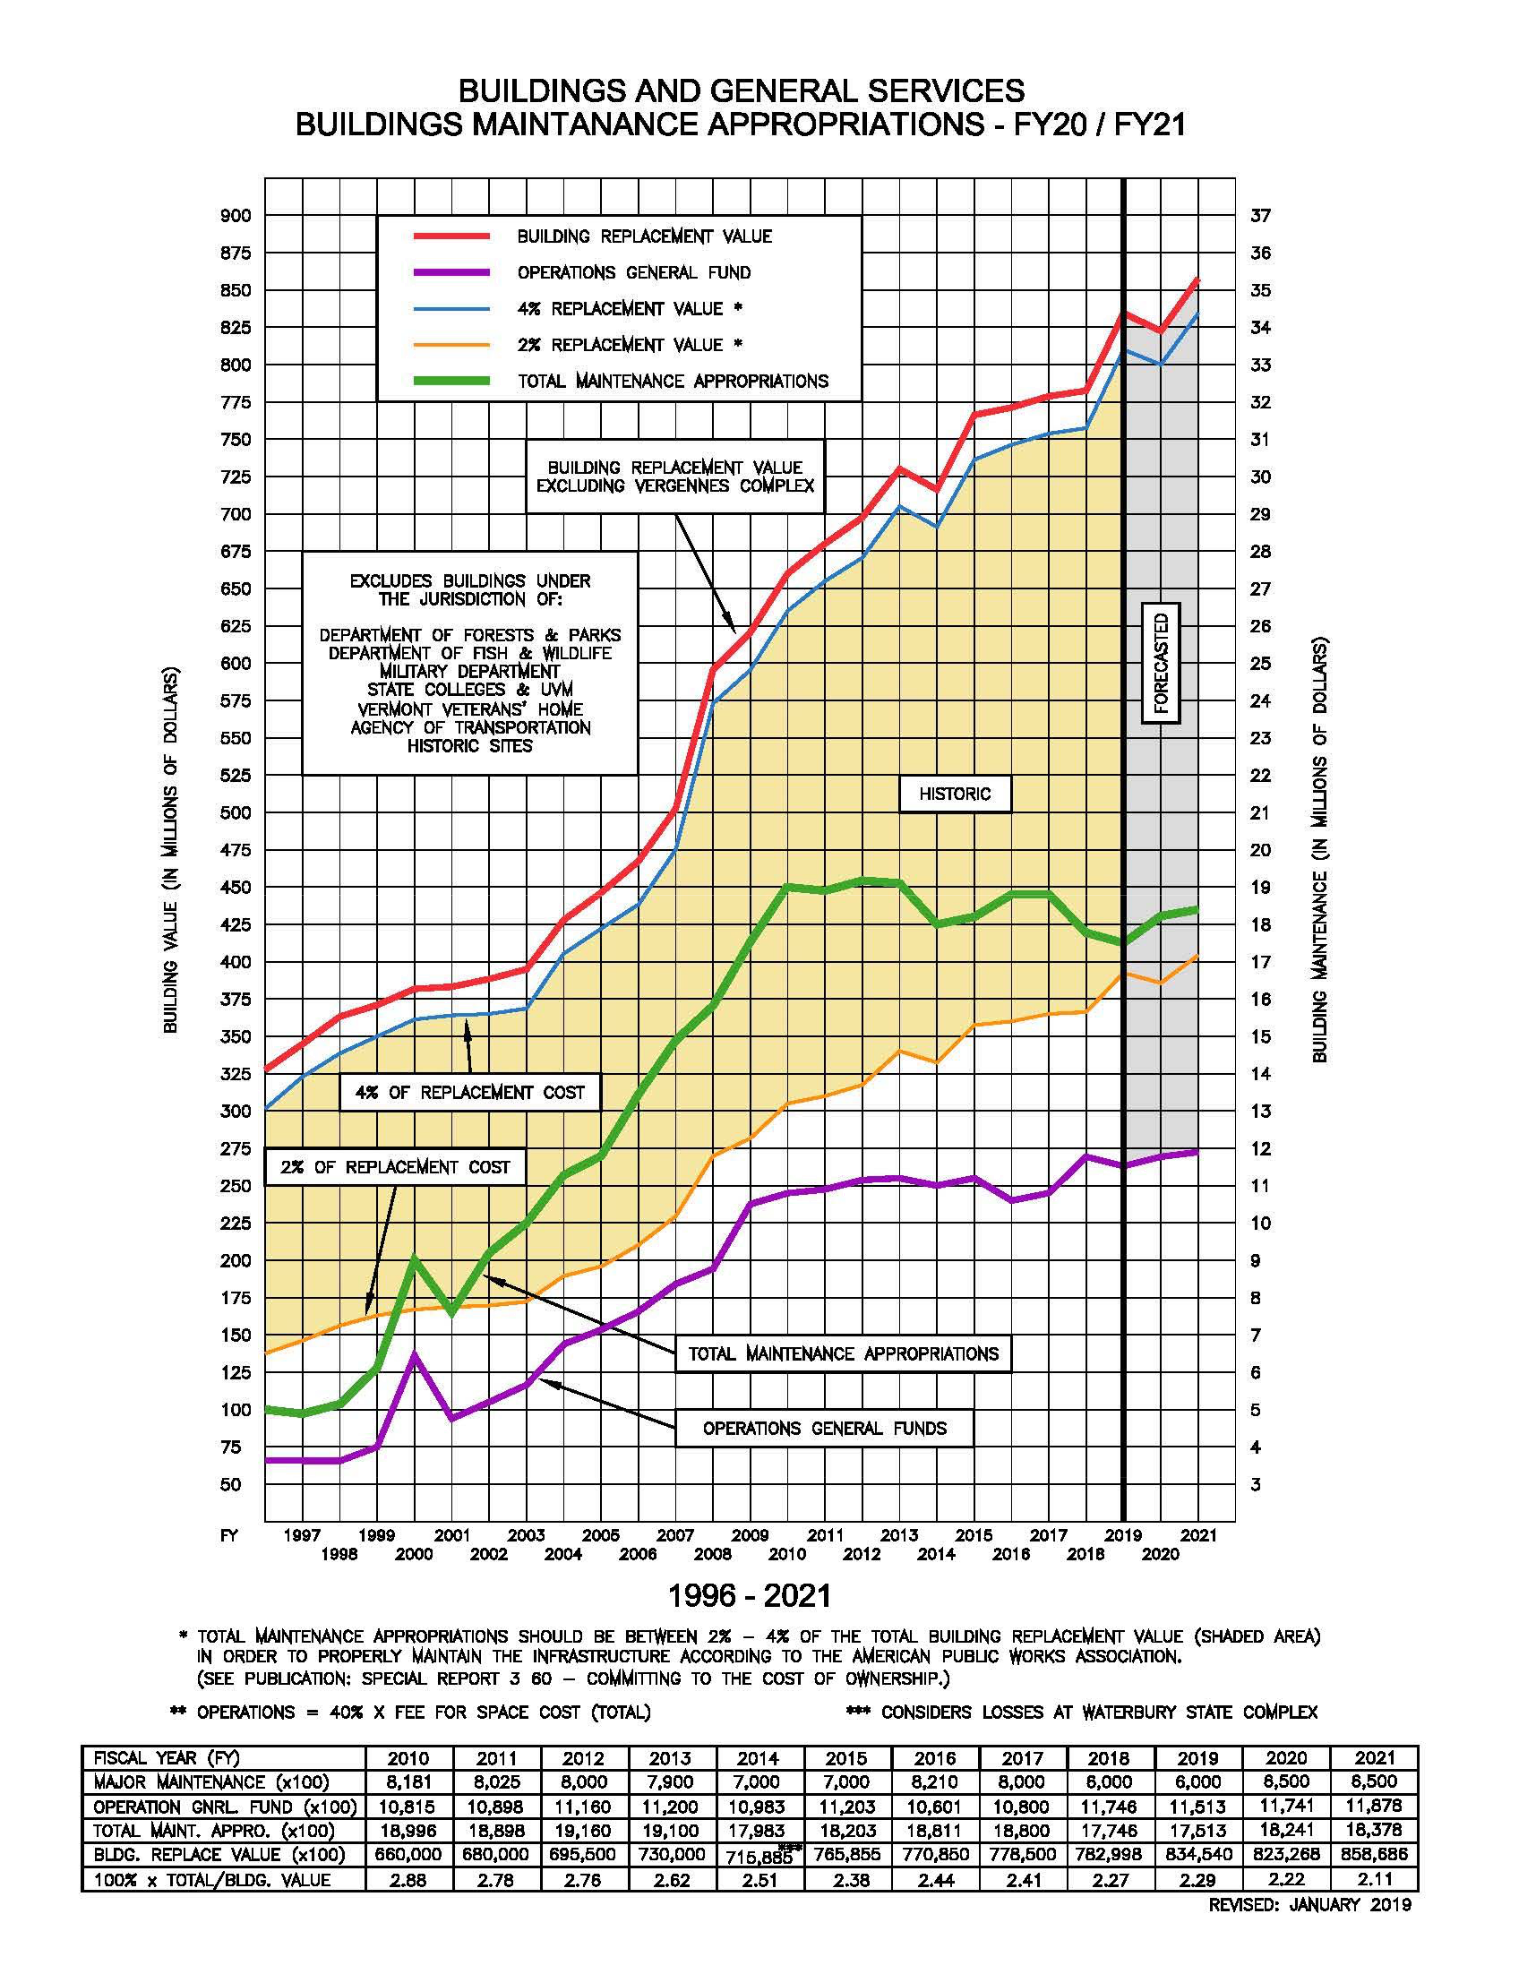 BUILDINGS AND GENERAL SERVICES
BUILDINGS MAINTANANCE APPROPRIATIONS - FY20 / FY21
BUILDING REPLACEMENT VALUE
OPERATIONS GENERAL FUND
4% REPLACEMENT VALUE *
2% REPLACEMENT VALUE *
TOTAL MAINTENANCE APPROPRIATIONS
BUILDING REPLACEMENT VALUE
EXCLUDING VERGENNES COMPLEX
EXCLUDES BUILDINGS UNDER
THE JURISDICTION OF:
DEPARTMENT OF FORESTS & PARKS
DEPARTMENT OF FISH & WILDLIFE
MILITARY DEPARTMENT
STATE COLLEGES & UVM
VERMONT VETERANS' HOME
AGENCY OF TRANSPORTATION
HISTORIC SITES
FORECASTED
HISTORIC
4% OF REPLACEMENT COST
2% OF REPLACEMENT COST
TOTAL MAINTENANCE APPROPRIATIONS
OPERATIONS GENERAL FUNDS
BUILDING VALUE (IN MILLIONS OF DOLLARS)
900
875
850
825
800
775
750
725
700
675
650
625
600
575
550
525
500
475
450
425
400
375
350
325
300
275
250
225
200
175
150
125
100
75
50
37
36
35
34
33
32
31
30
29
28
27
26
25
24
23
22
21
20
19
18
17
16
15
14
13
12
11
10
9
8
7
6
5
4
3
BUILDING MAINTENANCE (IN MILLIONS OF DOLLARS)
FY 1997 1999 2001 2003 2005 2007 2009 2011 2013 2015 2017 2019 2021
1998 2000 2002 2004 2006 2008 2010 2012 2014 2016 2018 2020
1996 - 2021
* TOTAL MAINTENANCE APPROPRIATIONS SHOULD BE BETWEEN 2% – 4% OF THE TOTAL BUILDING REPLACEMENT VALUE (SHADED AREA)
IN ORDER TO PROPERLY MAINTAIN THE INFRASTRUCTURE ACCORDING TO THE AMERICAN PUBLIC WORKS ASSOCIATION.
(SEE PUBLICATION: SPECIAL REPORT 3 60 – COMMITTING TO THE COST OF OWNERSHIP.)
** OPERATIONS = 40% X FEE FOR SPACE COST (TOTAL) *** CONSIDERS LOSSES AT WATERBURY STATE COMPLEX
FISCAL YEAR (FY) 2010 2011 2012 2013 2014 2015 2016 2017 2018 2019 2020 2021
MAJOR MAINTENANCE (x100) 8,181 8,025 8,000 7,900 7,000 7,000 8,210 8,000 6,000 6,000 6,500 6,500
OPERATION GNRL. FUND (x100) 10,815 10,898 11,160 11,200 10,983 11,203 10,601 10,800 11,746 11,513 11,741 11,878
TOTAL MAINT. APPRO. (x100) 18,996 18,898 19,160 19,100 17,983 18,203 18,811 18,800 17,746 17,513 18,241 18,378
BLDG. REPLACE VALUE (x100) 660,000 680,000 695,500 730,000 715,885*** 765,855 770,850 778,500 782,998 834,540 823,268 858,686
100% x TOTAL/BLDG. VALUE 2.88 2.78 2.76 2.62 2.51 2.38 2.44 2.41 2.27 2.29 2.22 2.11
REVISED: JANUARY 2019